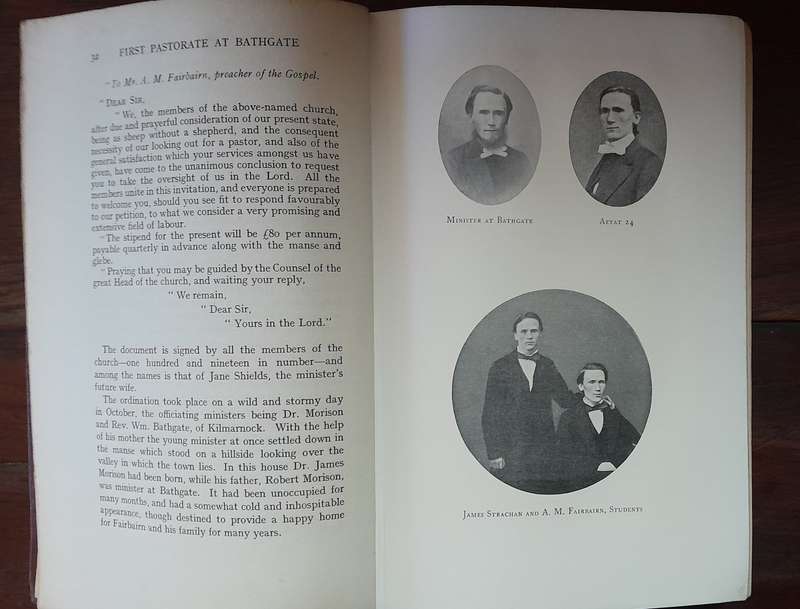 32 FIRST PASTORATE AT BATHGATE
"To Mr. A. M. Fairbairn, preacher of the Gospel.
"DEAR SIR,
"We, the members of the above-named church,
after due and prayerful consideration of our present state,
being as sheep without a shepherd, and the consequent
necessity of our looking out for a pastor, and also of the
general satisfaction which your services amongst us have
given, have come to the unanimous conclusion to request
you to take the oversight of us in the Lord. All the
members unite in this invitation, and everyone is prepared
to welcome you, should you see fit to respond favourably
to our petition, to what we consider a very promising and
extensive field of labour.
"The stipend for the present will be £80 per annum,
payable quarterly in advance along with the manse and
glebe.
"Praying that you may be guided by the Counsel of the
great Head of the church, and waiting your reply,
"We remain,
"Dear Sir,
"Yours in the Lord."
The document is signed by all the members of the
church—one hundred and nineteen in number—and
among the names is that of Jane Shields, the minister's
future wife.
The ordination took place on a wild and stormy day
in October, the officiating ministers being Dr. Morison
and Rev. Wm. Bathgate, of Kilmarnock. With the help
of his mother the young minister at once settled down in
the manse which stood on a hillside looking over the
valley in which the town lies. In this house Dr. James
Morison had been born, while his father, Robert Morison,
was minister at Bathgate. It had been unoccupied for
many months, and had a somewhat cold and inhospitable
appearance, though destined to provide a happy home
for Fairbairn and his family for many years.
MINISTER AT BATHGATE
AETAT 24
JAMES STRACHAN AND A. M. FAIRBAIRN, STUDENTS